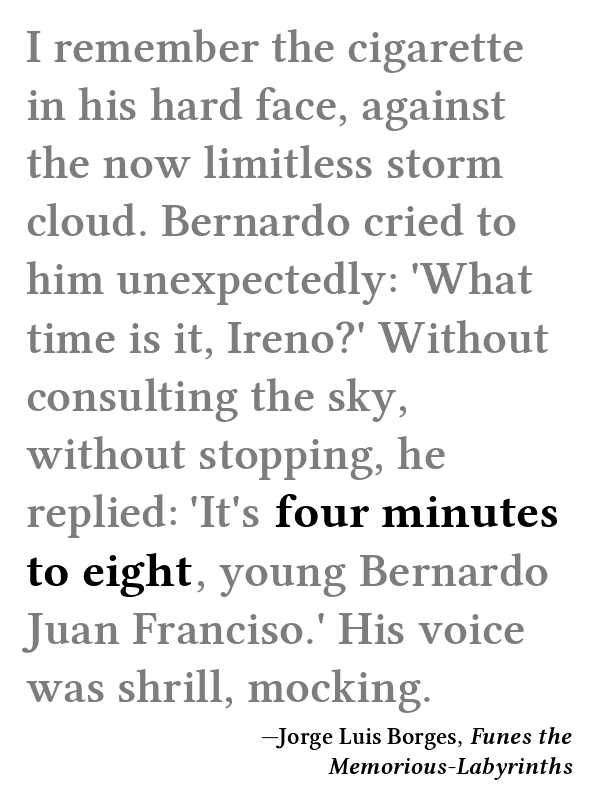 I remember the cigarette
in his hard face, against
the now limitless storm
cloud. Bernardo cried to
him unexpectedly: 'What
time is it, Ireno?' Without
consulting the sky,
without stopping, he
replied: 'It's four minutes
to eight, young Bernardo
Juan Franciso.' His voice
was shrill, mocking.
—Jorge Luis Borges, Funes the
Memorious-Labyrinths